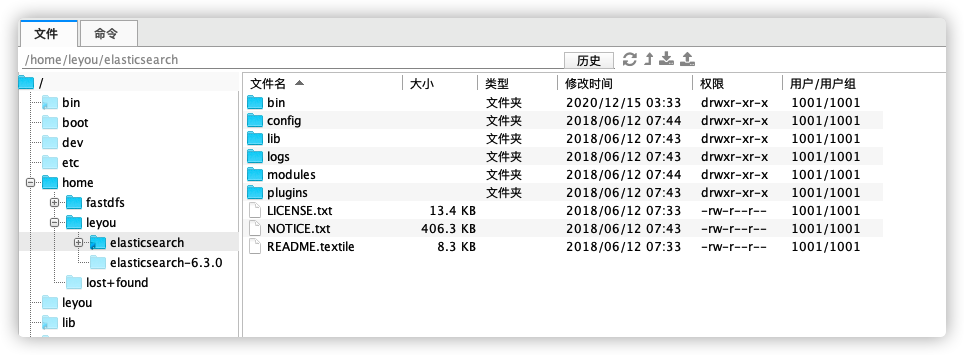 文件 命令
/home/leyou/elasticsearch 历史
/ 文件名 大小 类型 修改时间 权限 用户/用户组
bin bin 文件夹 2020/12/15 03:33 drwxr-xr-x 1001/1001
boot config 文件夹 2018/06/12 07:44 drwxr-xr-x 1001/1001
dev lib 文件夹 2018/06/12 07:43 drwxr-xr-x 1001/1001
etc logs 文件夹 2018/06/12 07:43 drwxr-xr-x 1001/1001
home modules 文件夹 2018/06/12 07:44 drwxr-xr-x 1001/1001
fastdfs plugins 文件夹 2018/06/12 07:43 drwxr-xr-x 1001/1001
leyou LICENSE.txt 13.4 KB 2018/06/12 07:33 -rw-r--r-- 1001/1001
NOTICE.txt 406.3 KB 2018/06/12 07:43 -rw-r--r-- 1001/1001
elasticsearch README.textile 8.3 KB 2018/06/12 07:33 -rw-r--r-- 1001/1001
elasticsearch-6.3.0
lost+found
leyou
lib